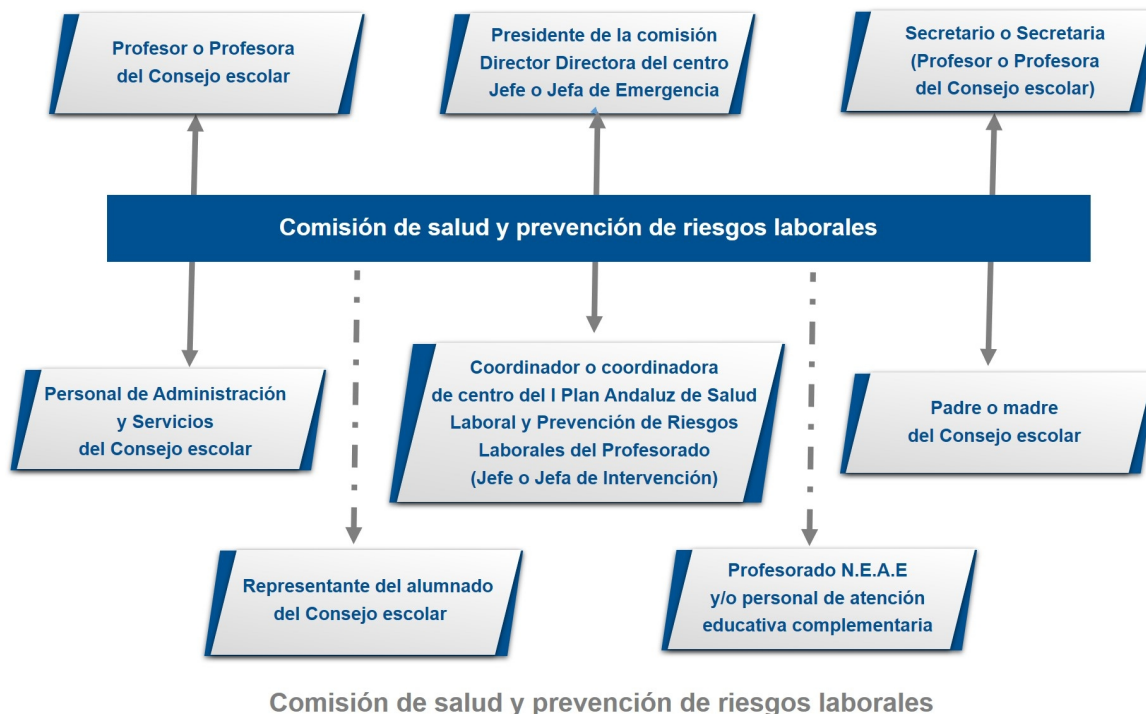 Profesor o Profesora
del Consejo escolar
Presidente de la comisión
Director Directora del centro
Jefe o Jefa de Emergencia
Secretario o Secretaria
(Profesor o Profesora
del Consejo escolar)
Comisión de salud y prevención de riesgos laborales
Personal de Administración
y Servicios
del Consejo escolar
Coordinador o coordinadora
de centro del I Plan Andaluz de Salud
Laboral y Prevención de Riesgos
Laborales del Profesorado
(Jefe o Jefa de Intervención)
Padre o madre
del Consejo escolar
Representante del alumnado
del Consejo escolar
Profesorado N.E.A.E
y/o personal de atención
educativa complementaria
Comisión de salud y prevención de riesgos laborales